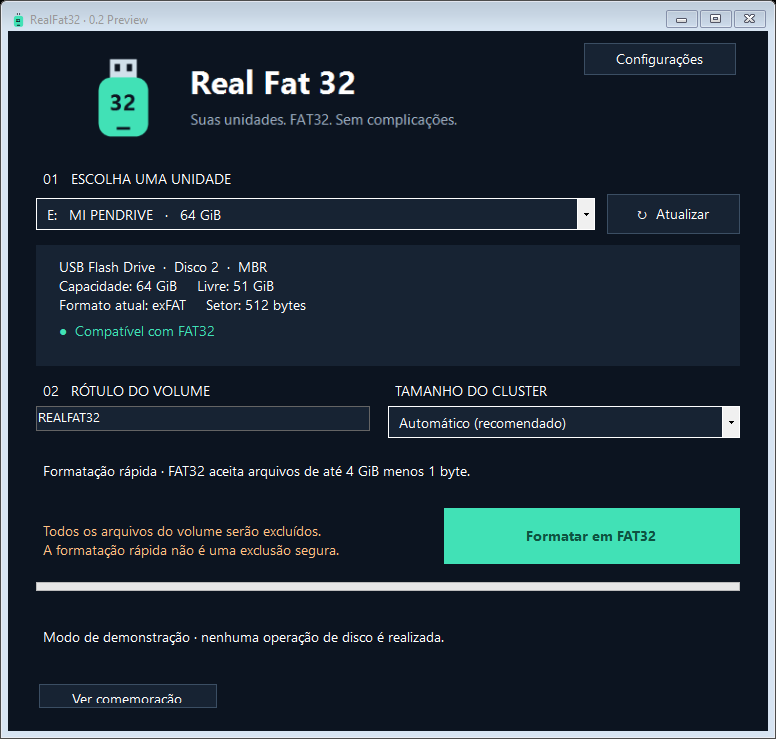 RealFat32 · 0.2 Preview
Configurações
32
Real Fat 32
Suas unidades. FAT32. Sem complicações.
01 ESCOLHA UMA UNIDADE
E: MI PENDRIVE · 64 GiB
↻ Atualizar
USB Flash Drive · Disco 2 · MBR
Capacidade: 64 GiB Livre: 51 GiB
Formato atual: exFAT Setor: 512 bytes
● Compatível com FAT32
02 RÓTULO DO VOLUME
TAMANHO DO CLUSTER
REALFAT32
Automático (recomendado)
Formatação rápida · FAT32 aceita arquivos de até 4 GiB menos 1 byte.
Todos os arquivos do volume serão excluídos.
A formatação rápida não é uma exclusão segura.
Formatar em FAT32
Modo de demonstração · nenhuma operação de disco é realizada.
Ver comemoração